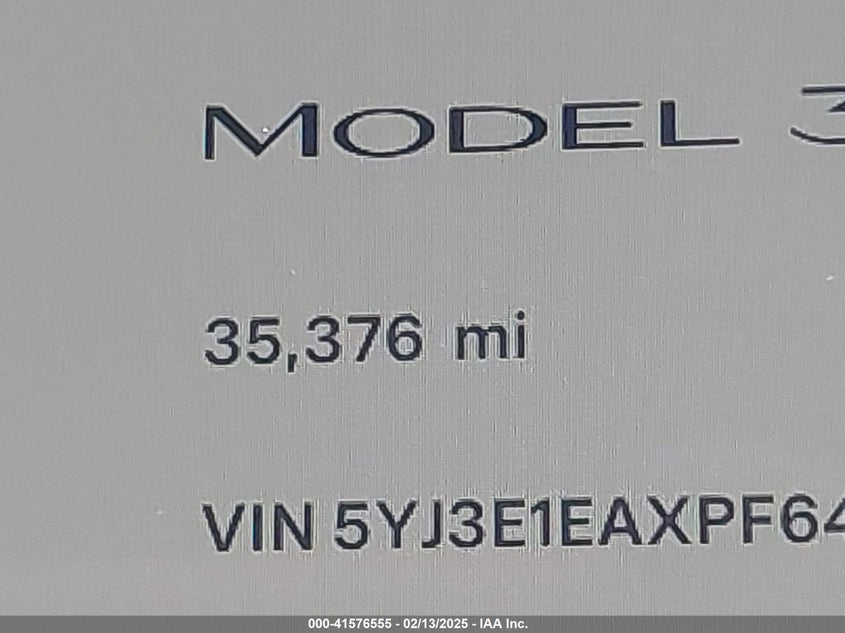 MODEL 3
35,376 mi
VIN 5YJ3E1EAXPF64
000-41576555 - 02/13/2025 - IAA Inc.